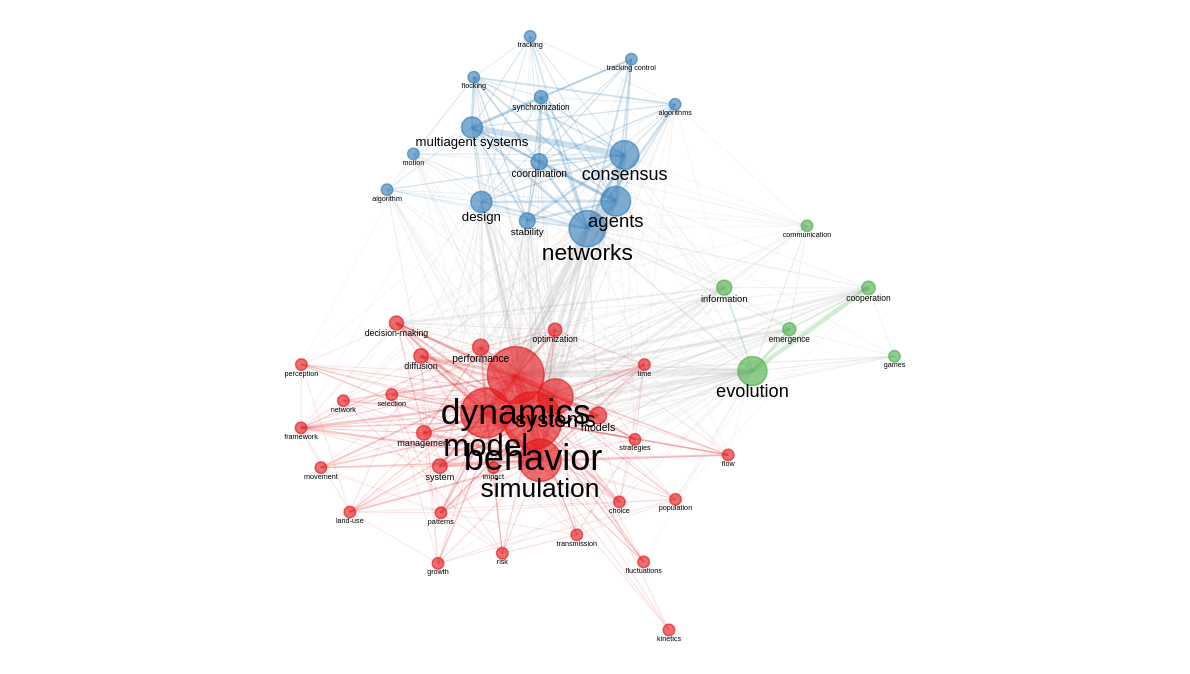 tracking
tracking control
flocking
synchronization
algorithms
multiagent systems
motion
coordination
consensus
algorithm
design
stability
agents
networks
communication
information
cooperation
decision-making
optimization
emergence
performance
diffusion
perception
time
games
evolution
selection
network
dynamics
systems
models
framework
management
model
strategies
behavior
flow
movement
system
impact
simulation
land-use
patterns
choice
population
transmission
risk
growth
fluctuations
kinetics